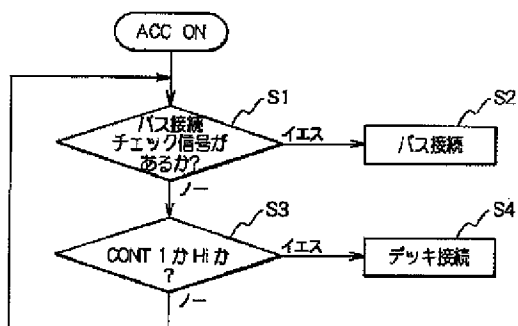 ACC ON
S1
バス接続
チェック信号が
あるか?
イエス
S2
バス接続
ノー
S3
CONT 1 か Hi か
?
イエス
S4
デッキ接続
ノー